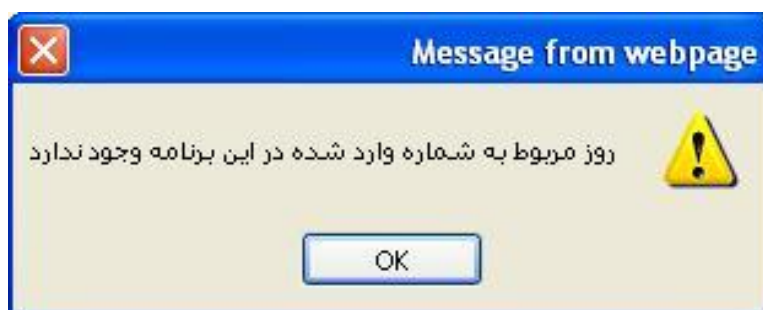 Message from webpage
روز مربوط به شماره وارد شده در این برنامه وجود ندارد
OK